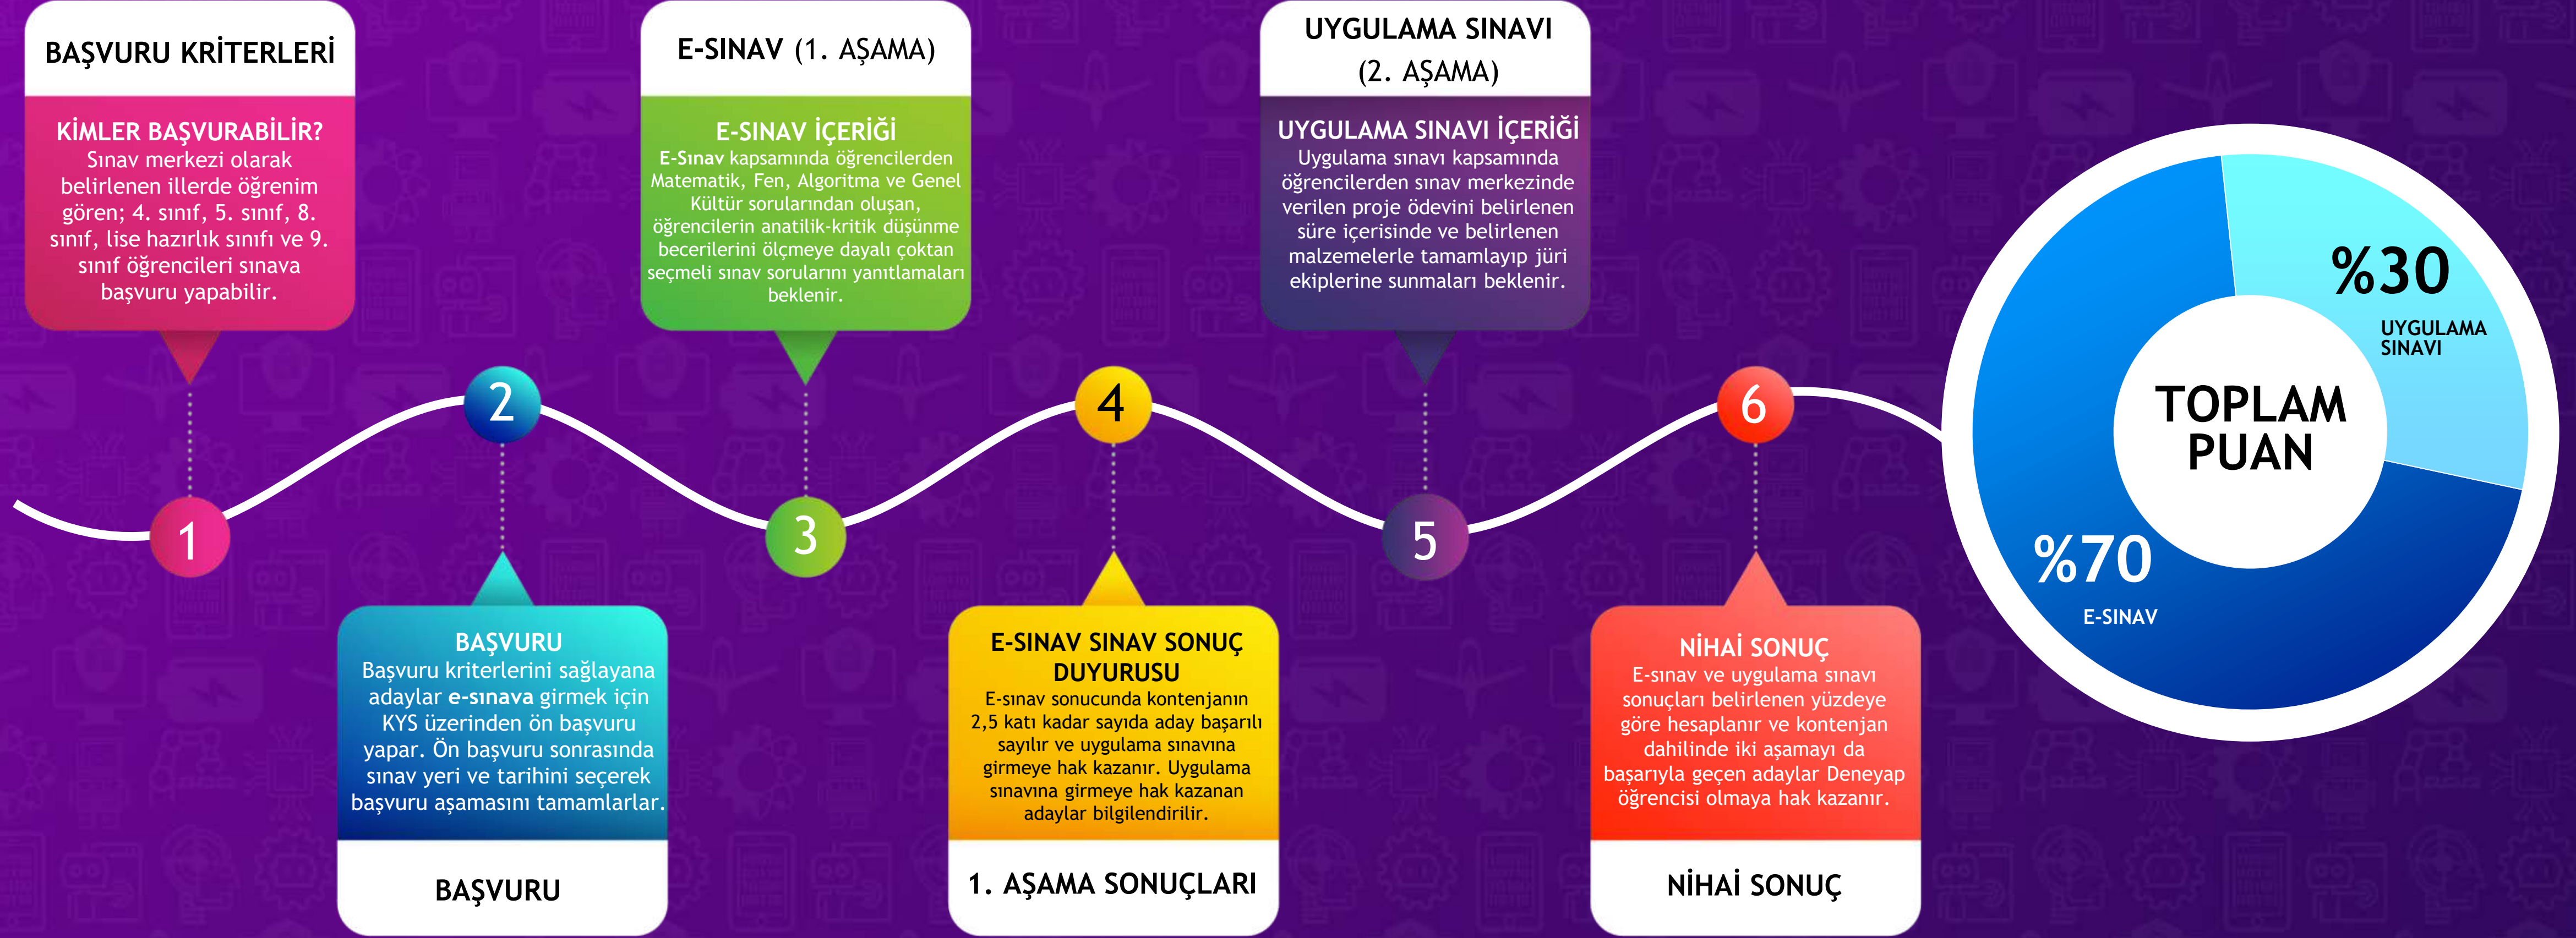 BAŞVURU KRİTERLERİ
KİMLER BAŞVURABİLİR?
Sınav merkezi olarak
belirlenen illerde öğrenim
gören; 4. sınıf, 5. sınıf, 8.
sınıf, lise hazırlık sınıfı ve 9.
sınıf öğrencileri sınava
başvuru yapabilir.
1
2
BAŞVURU
Başvuru kriterlerini sağlayana
adaylar e-sınava girmek için
KYS üzerinden ön başvuru
yapar. Ön başvuru sonrasında
sınav yeri ve tarihini seçerek
başvuru aşamasını tamamlarlar.
BAŞVURU
E-SINAV (1. AŞAMA)
E-SINAV İÇERİĞİ
E-Sınav kapsamında öğrencilerden
Matematik, Fen, Algoritma ve Genel
Kültür sorularından oluşan,
öğrencilerin anatilik-kritik düşünme
becerilerini ölçmeye dayalı çoktan
seçmeli sınav sorularını yanıtlamaları
beklenir.
3
4
E-SINAV SINAV SONUÇ
DUYURUSU
E-sınav sonucunda kontenjanın
2,5 katı kadar sayıda aday başarılı
sayılır ve uygulama sınavına
girmeye hak kazanır. Uygulama
sınavına girmeye hak kazanan
adaylar bilgilendirilir.
1. AŞAMA SONUÇLARI
UYGULAMA SINAVI
(2. AŞAMA)
UYGULAMA SINAVI İÇERİĞİ
Uygulama sınavı kapsamında
öğrencilerden sınav merkezinde
verilen proje ödevini belirlenen
süre içerisinde ve belirlenen
malzemelerle tamamlayıp jüri
ekiplerine sunmaları beklenir.
5
6
NİHAİ SONUÇ
E-sınav ve uygulama sınavı
sonuçları belirlenen yüzdeye
göre hesaplanır ve kontenjan
dahilinde iki aşamayı da
başarıyla geçen adaylar Deneyap
öğrencisi olmaya hak kazanır.
NİHAİ SONUÇ
%30
UYGULAMA
SINAVI
TOPLAM
PUAN
%70
E-SINAV